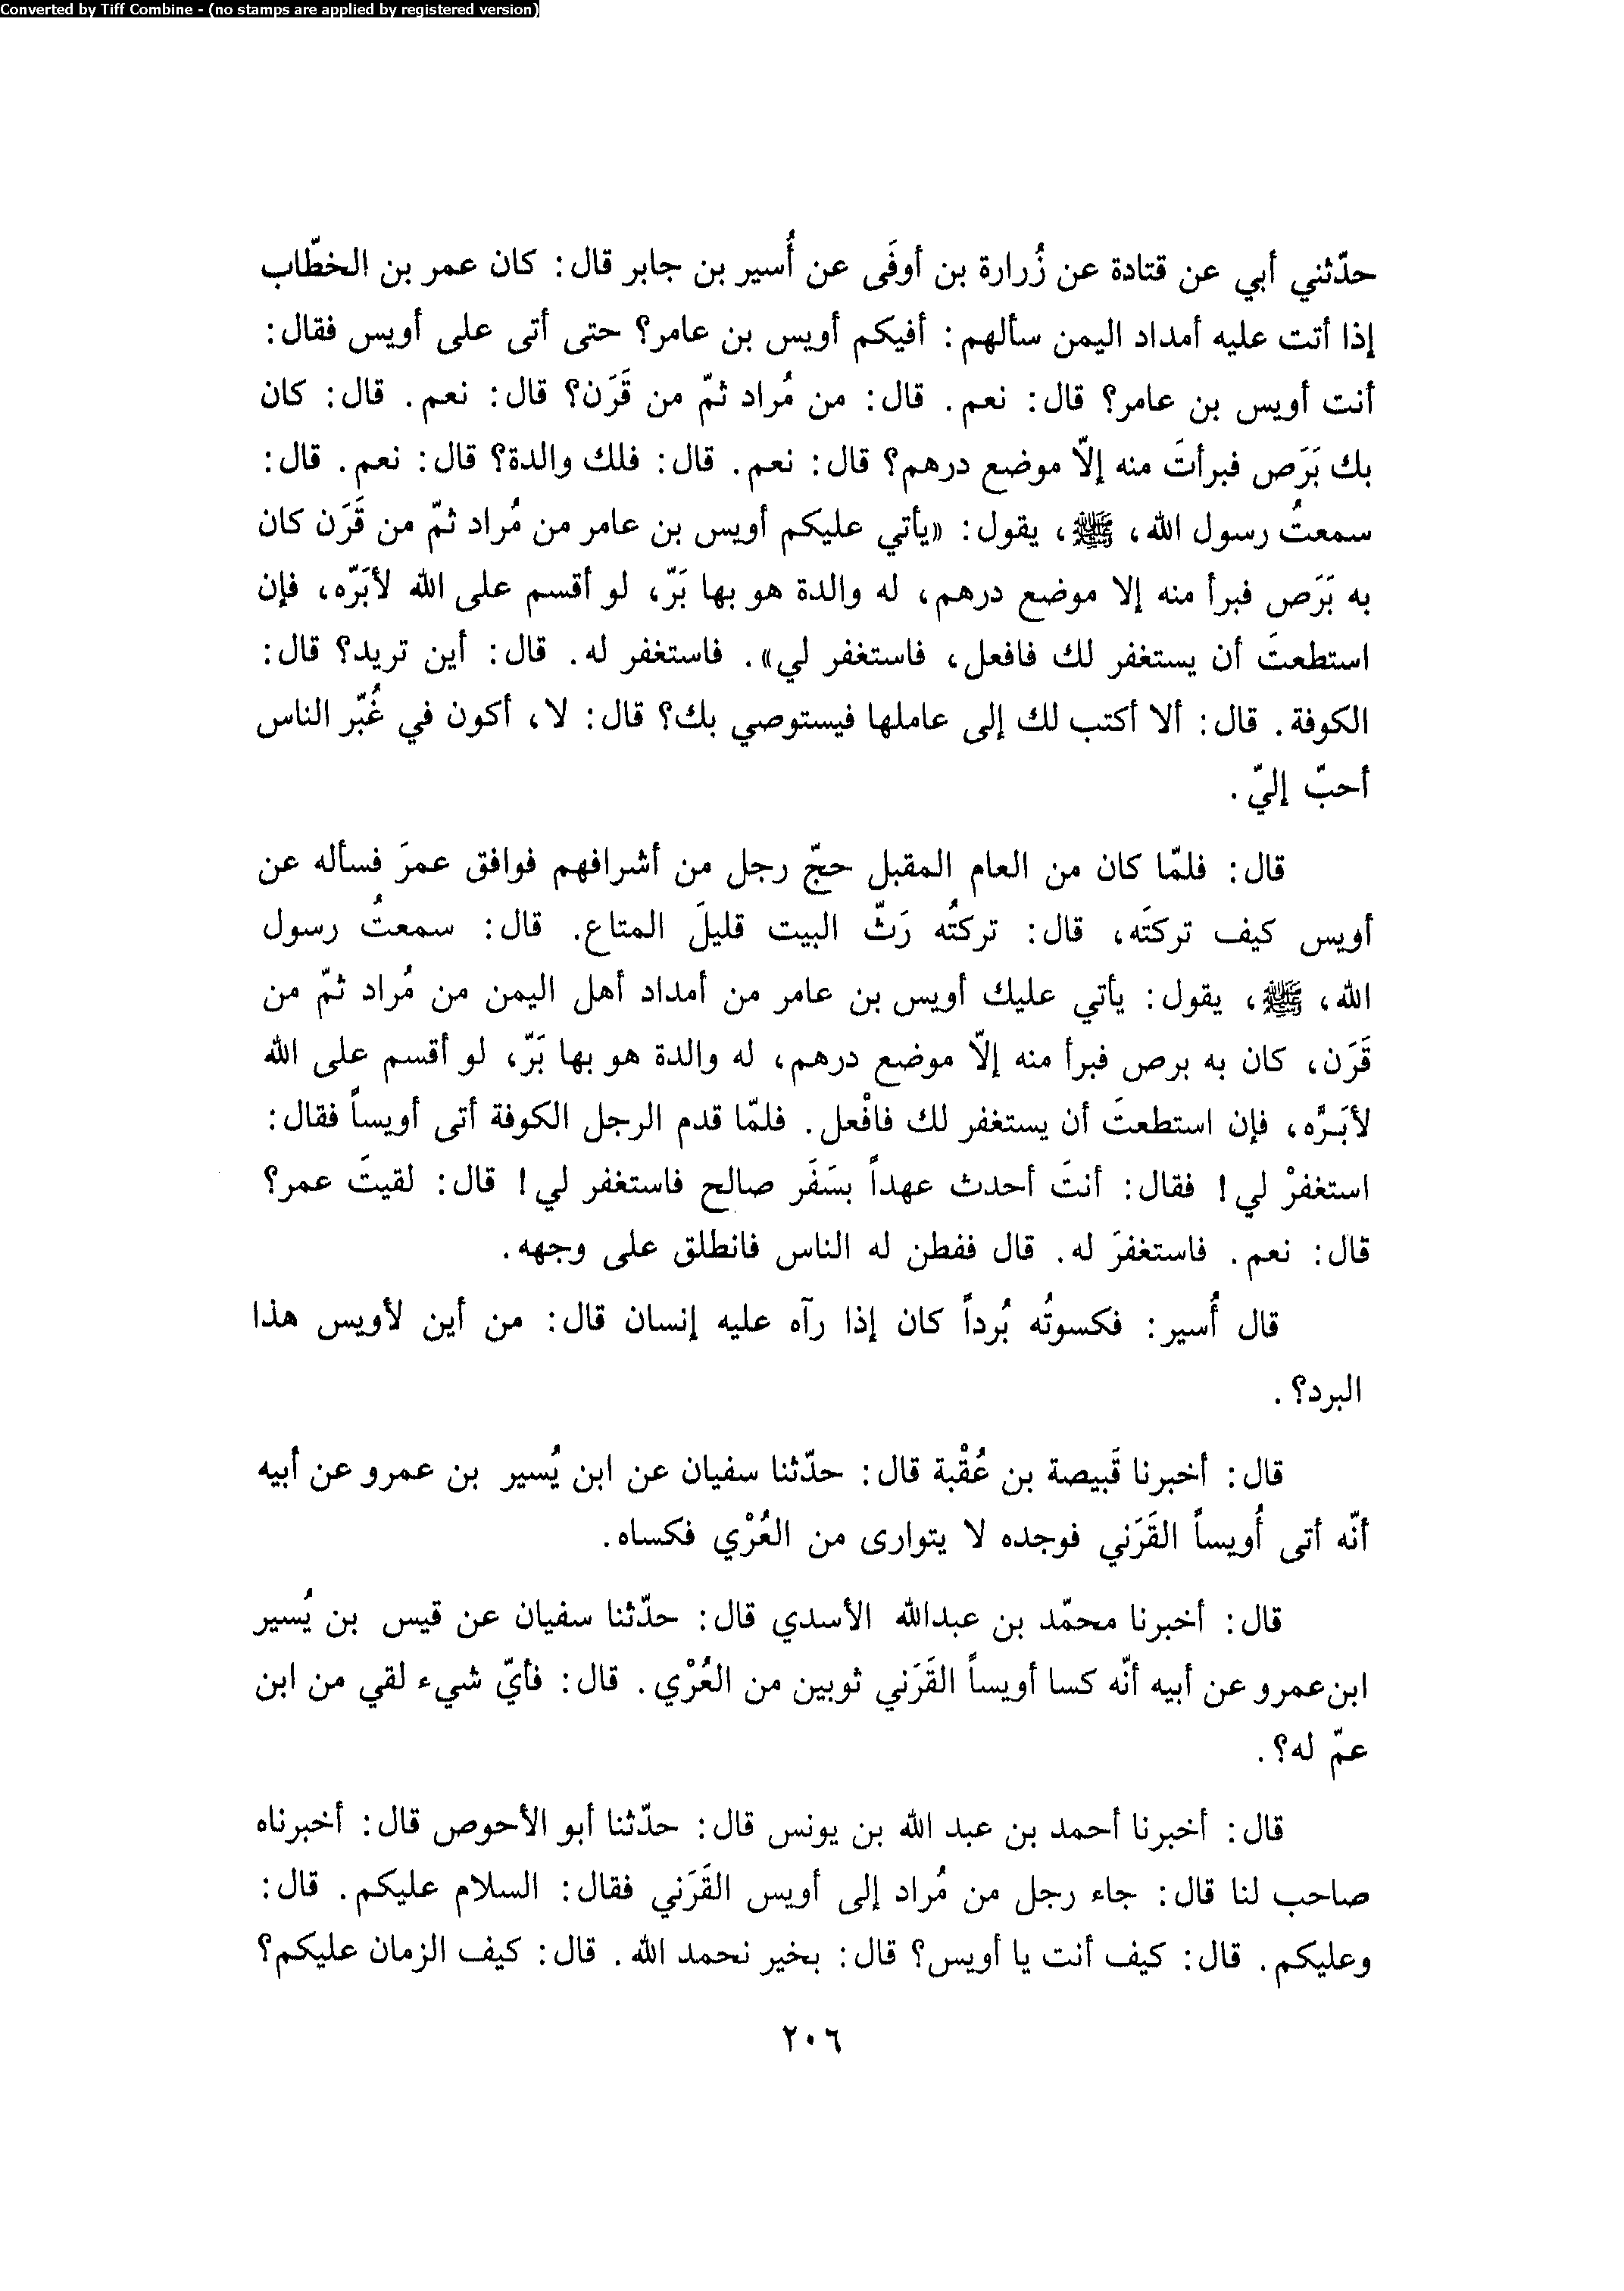 Converted by Tiff Combine - (no stamps are applied by registered version)
حدّثني أبي عن قتادة عن زُرارة بن أوفَى عن أُسير بن جابر قال: كان عمر بن الخطّاب
إذا أتت عليه أمداد اليمن سألهم: أفيكم أويس بن عامر؟ حتى أتى على أويس فقال:
أنت أويس بن عامر؟ قال: نعم. قال: من مُراد ثمّ من قَرَن؟ قال: نعم. قال: كان
بك بَرَص فبرأتَ منه إلاّ موضع درهم؟ قال: نعم. قال: فلك والدة؟ قال: نعم. قال:
سمعتُ رسول الله، ﷺ، يقول: «يأتي عليكم أويس بن عامر من مُراد ثمّ من قَرَن كان
به بَرَص فبرأ منه إلا موضع درهم، له والدة هو بها بَرّ، لو أقسم على الله لأبَرّه، فإن
استطعتَ أن يستغفر لك فافعل، فاستغفر لي». فاستغفر له. قال: أين تريد؟ قال:
الكوفة. قال: ألا أكتب لك إلى عاملها فيستوصي بك؟ قال: لا، أكون في غُبّر الناس
أحبّ إليّ.
قال: فلمّا كان من العام المقبل حجّ رجل من أشرافهم فوافق عمرَ فسأله عن
أويس كيف تركتَه، قال: تركتُه رَثّ البيت قليلَ المتاع. قال: سمعتُ رسول
الله، ﷺ، يقول: يأتي عليك أويس بن عامر من أمداد أهل اليمن من مُراد ثمّ من
قَرَن، كان به برص فبرأ منه إلاّ موضع درهم، له والدة هو بها بَرّ، لو أقسم على الله
لأبَرَّه، فإن استطعتَ أن يستغفر لك فافْعل. فلمّا قدم الرجل الكوفة أتى أويساً فقال:
استغفرْ لي! فقال: أنتَ أحدث عهداً بسَفَر صالح فاستغفر لي! قال: لقيتَ عمر؟
قال: نعم. فاستغفرَ له. قال ففطن له الناس فانطلق على وجهه.
قال أُسير: فكسوتُه بُرداً كان إذا رآه عليه إنسان قال: من أين لأويس هذا
البرد؟.
قال: أخبرنا قَبيصة بن عُقْبة قال: حدّثنا سفيان عن ابن يُسير بن عمرو عن أبيه
أنّه أتى أُويساً القَرَني فوجده لا يتوارى من العُرْي فكساه.
قال: أخبرنا محمّد بن عبدالله الأسدي قال: حدّثنا سفيان عن قيس بن يُسير
ابن عمرو عن أبيه أنّه كسا أويساً القَرَني ثوبين من العُرْي. قال: فأيّ شيء لقي من ابن
عمّ له؟.
قال: أخبرنا أحمد بن عبد الله بن يونس قال: حدّثنا أبو الأحوص قال: أخبرناه
صاحب لنا قال: جاء رجل من مُراد إلى أويس القَرَني فقال: السلام عليكم. قال:
وعليكم. قال: كيف أنت يا أويس؟ قال: بخير نحمد الله. قال: كيف الزمان عليكم؟
٢٠٦